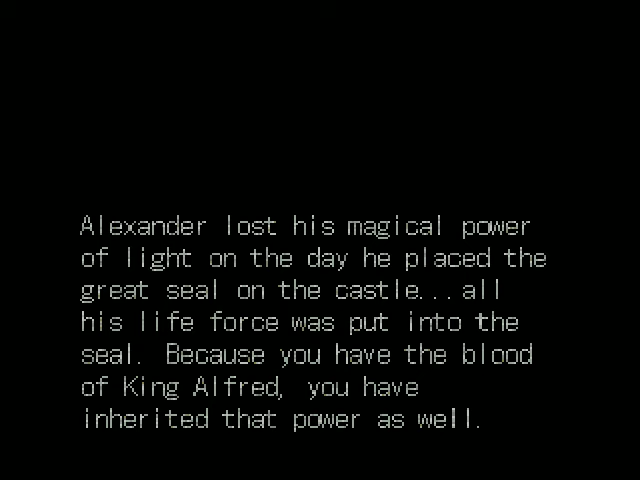 Alexander lost his magical power
of light on the day he placed the
great seal on the castle...all
his life force was put into the
seal. Because you have the blood
of King Alfred, you have
inherited that power as well.